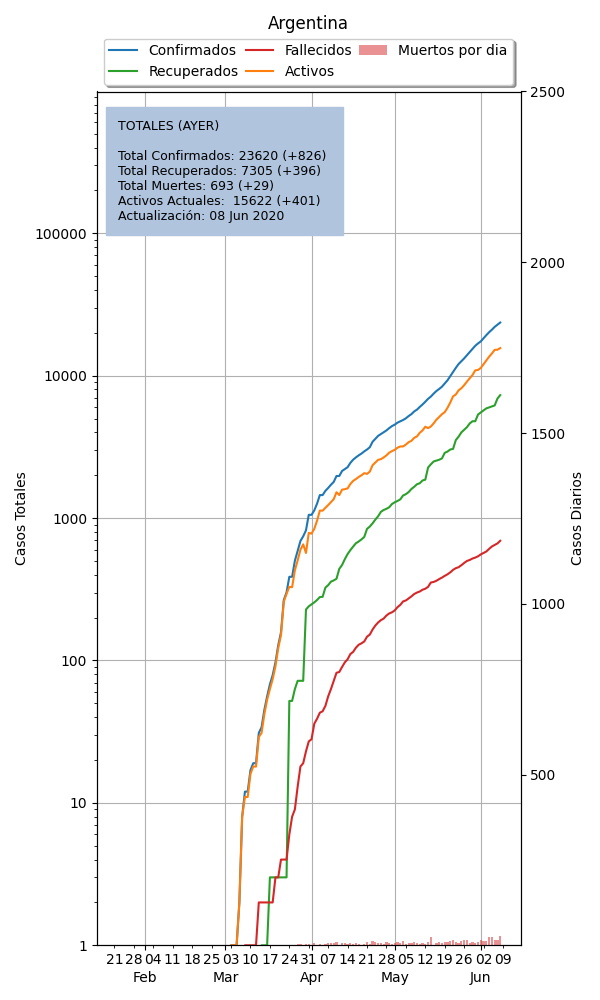 Argentina
Confirmados Fallecidos Muertos por dia
Recuperados Activos
TOTALES (AYER)
Total Confirmados: 23620 (+826)
Total Recuperados: 7305 (+396)
Total Muertes: 693 (+29)
Activos Actuales:  15622 (+401)
Actualización: 08 Jun 2020
Casos Totales
100000
10000
1000
100
10
1
2500
2000
1500
1000
500
Casos Diarios
21 28 04 11 18 25 03 10 17 24 31 07 14 21 28 05 12 19 26 02 09
Feb Mar Apr May Jun